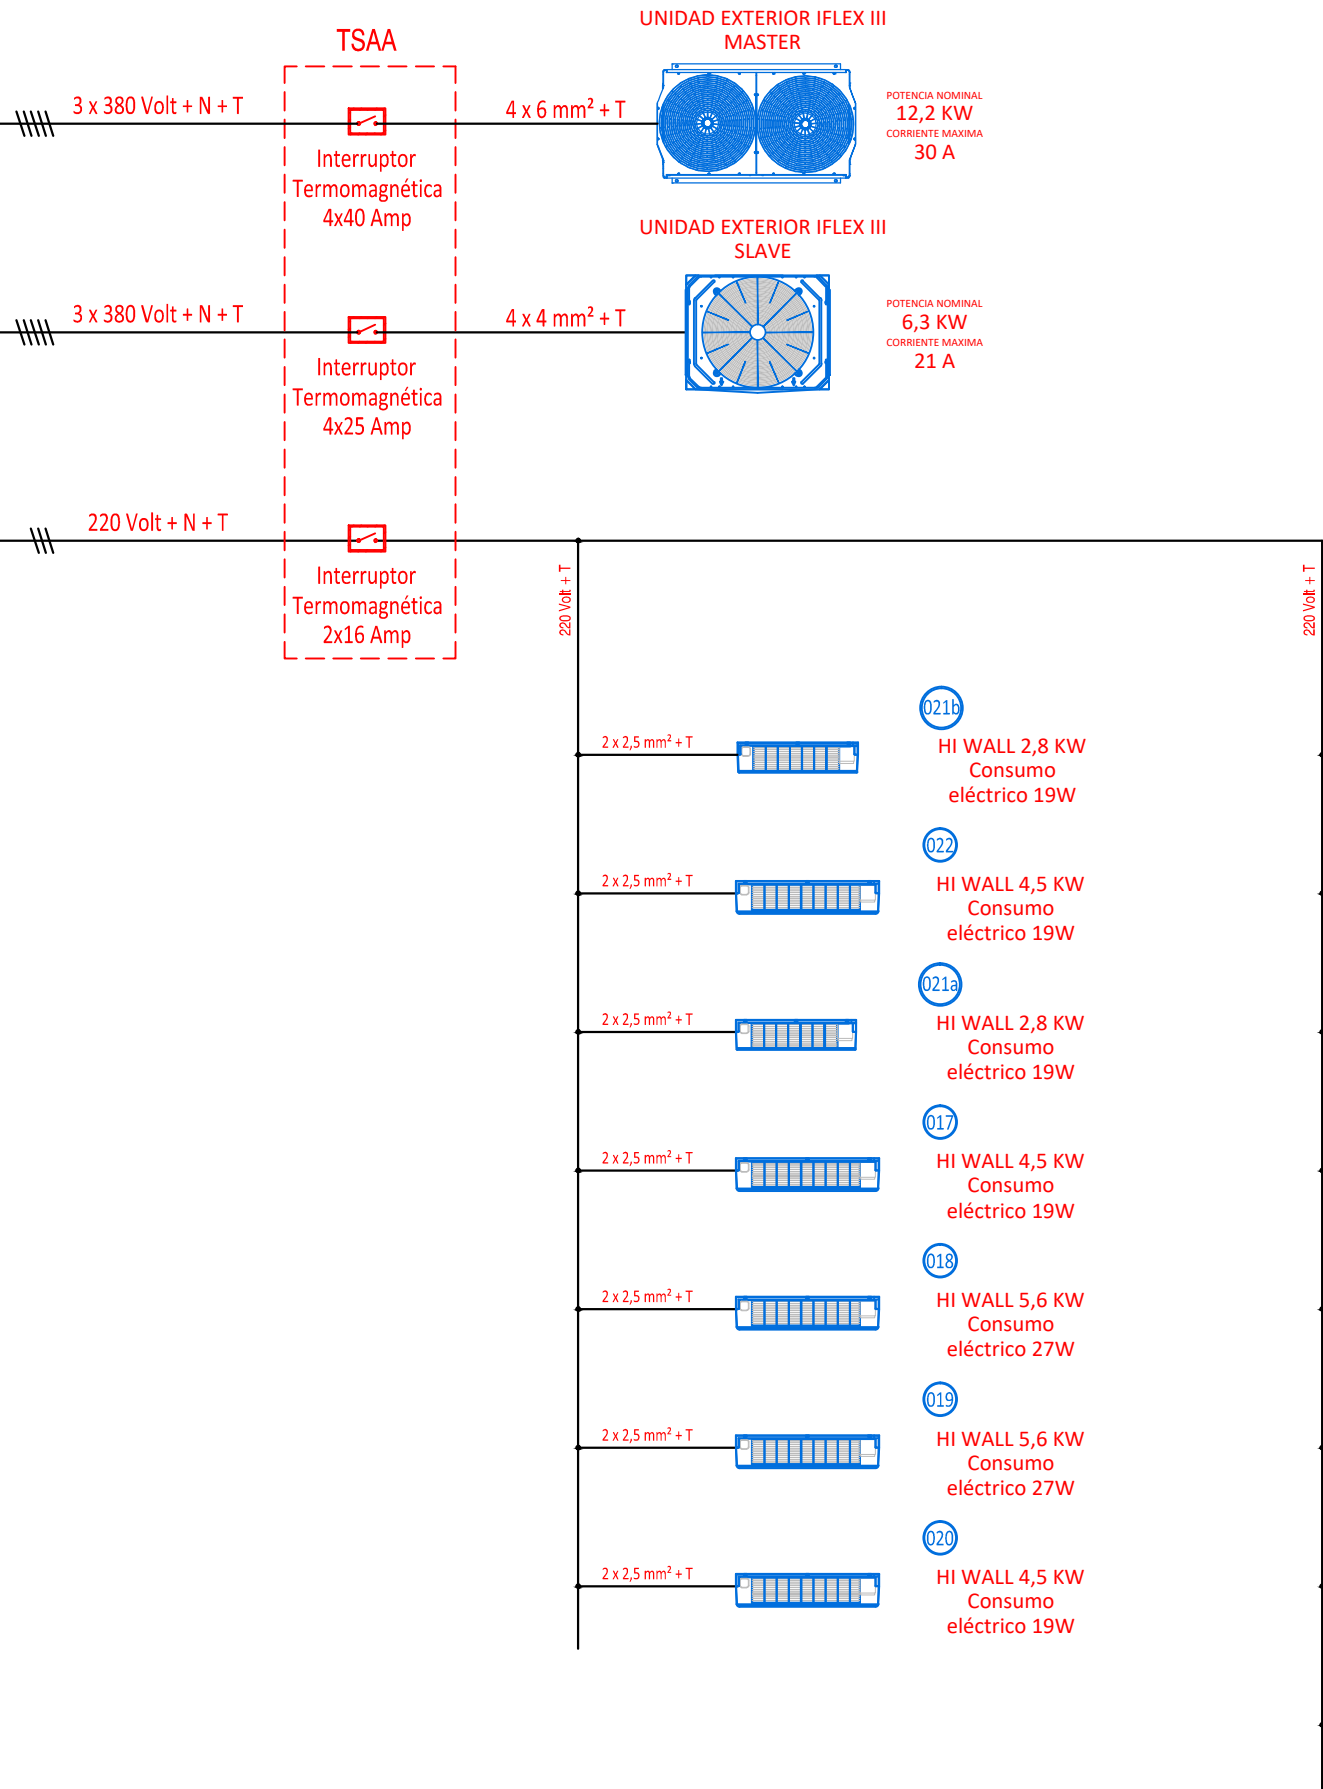 UNIDAD EXTERIOR IFLEX III
MASTER
TSAA
3 x 380 Volt + N + T
4 x 6 mm² + T
POTENCIA NOMINAL
12,2 KW
CORRIENTE MAXIMA
30 A
Interruptor
Termomagnética
4x40 Amp
UNIDAD EXTERIOR IFLEX III
SLAVE
3 x 380 Volt + N + T
4 x 4 mm² + T
POTENCIA NOMINAL
6,3 KW
CORRIENTE MAXIMA
21 A
Interruptor
Termomagnética
4x25 Amp
220 Volt + N + T
Interruptor
Termomagnética
2x16 Amp
220 Volt + T
220 Volt + T
021b
2 x 2,5 mm² + T
HI WALL 2,8 KW
Consumo
eléctrico 19W
022
2 x 2,5 mm² + T
HI WALL 4,5 KW
Consumo
eléctrico 19W
021a
2 x 2,5 mm² + T
HI WALL 2,8 KW
Consumo
eléctrico 19W
017
2 x 2,5 mm² + T
HI WALL 4,5 KW
Consumo
eléctrico 19W
018
2 x 2,5 mm² + T
HI WALL 5,6 KW
Consumo
eléctrico 27W
019
2 x 2,5 mm² + T
HI WALL 5,6 KW
Consumo
eléctrico 27W
020
2 x 2,5 mm² + T
HI WALL 4,5 KW
Consumo
eléctrico 19W